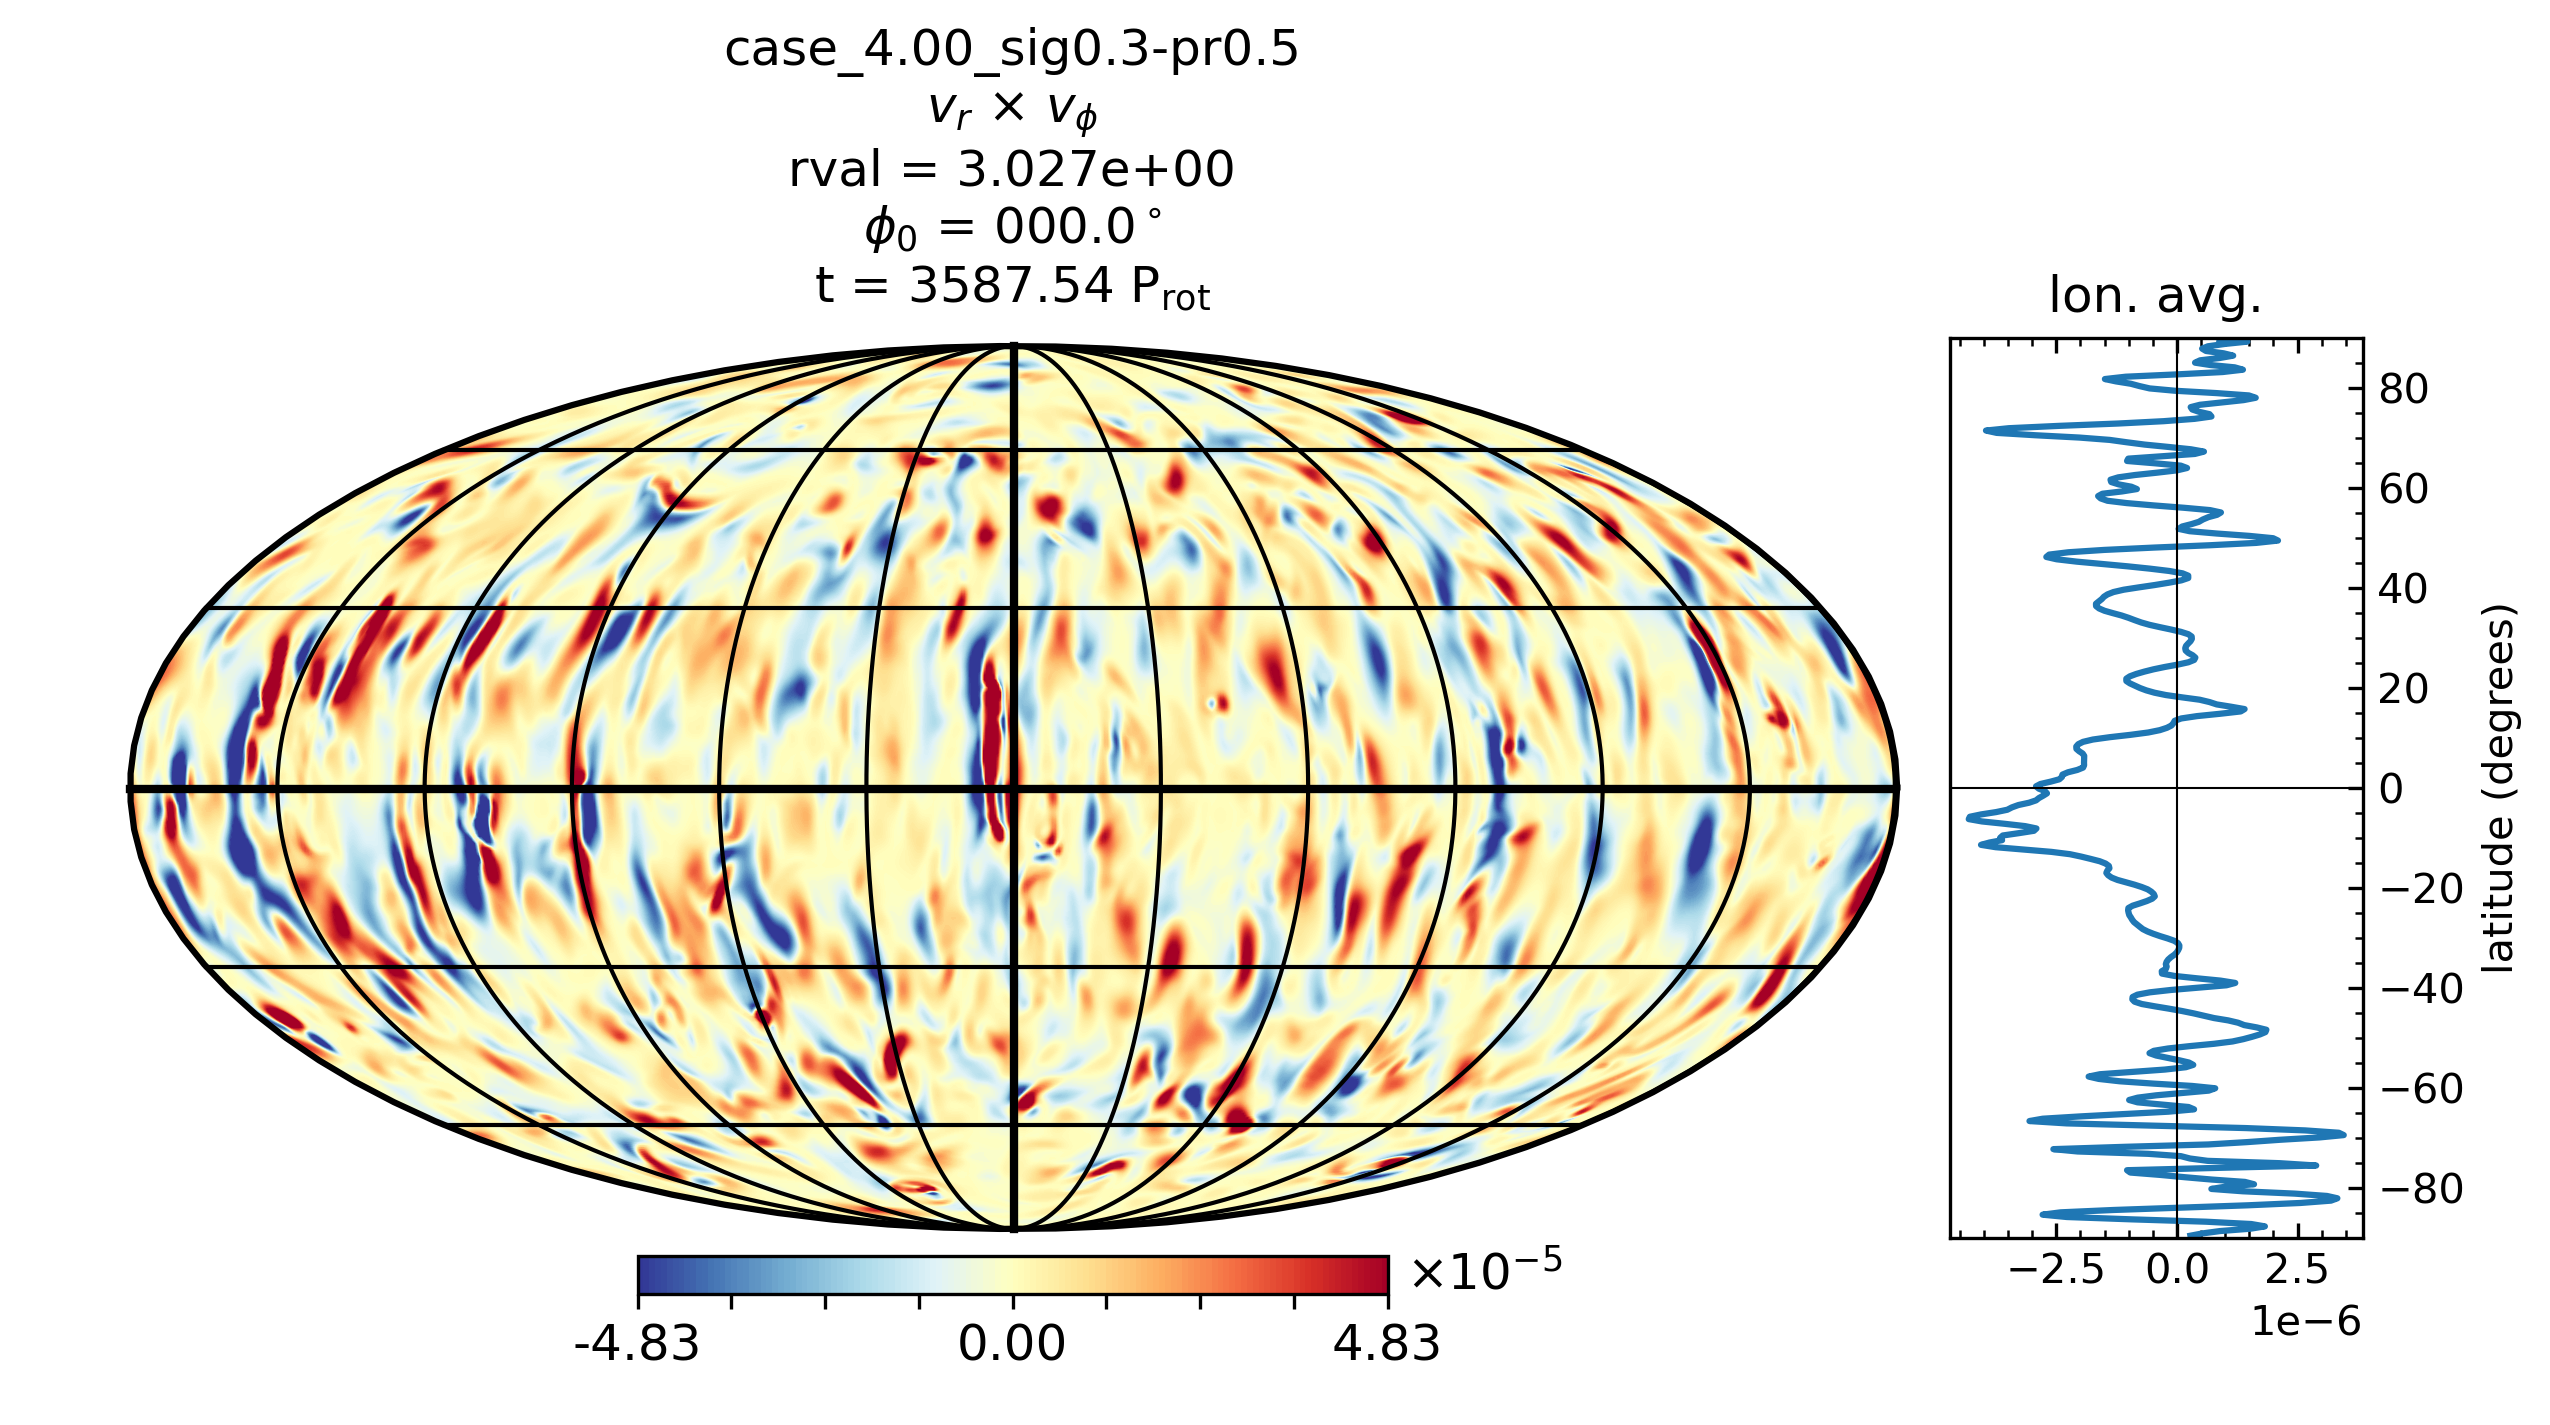 case_4.00_sig0.3-pr0.5
v_r × v_ϕ
rval = 3.027e+00
ϕ_0 = 000.0°
t = 3587.54 P_rot
lon. avg.
80
60
40
20
0
−20
−40
−60
−80
latitude (degrees)
−2.5 0.0 2.5
1e−6
×10^−5
-4.83 0.00 4.83